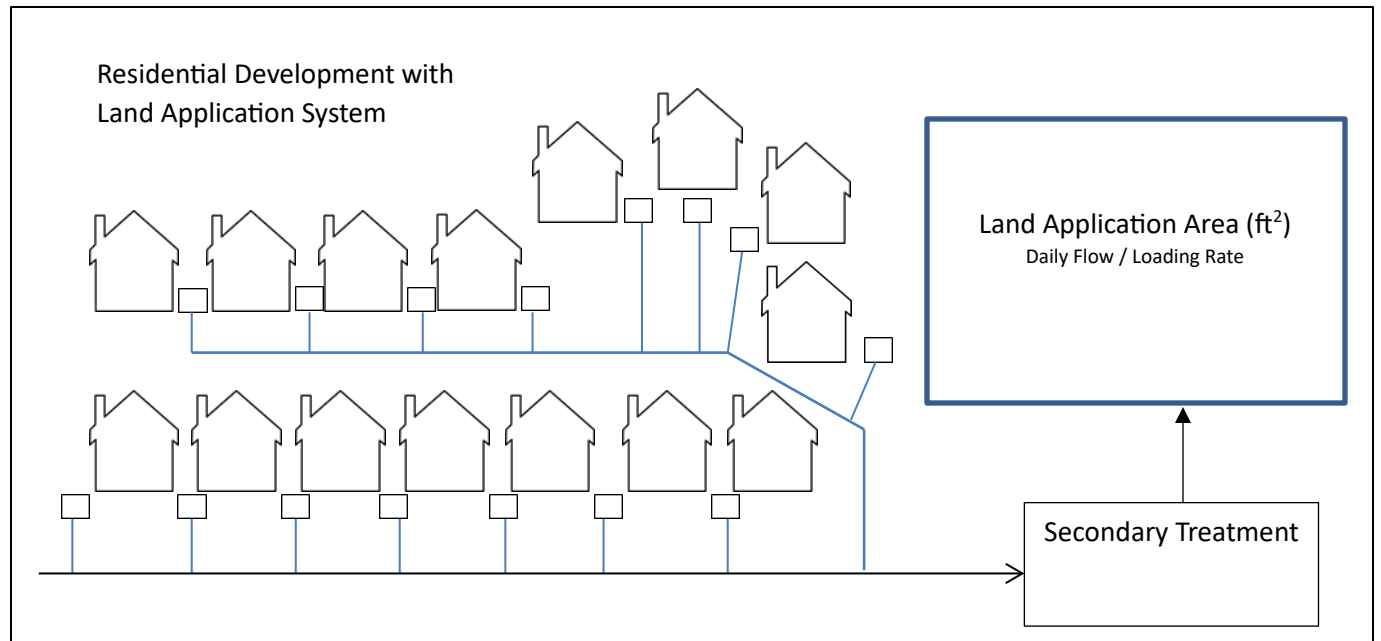 Residential Development with
Land Application System
Land Application Area (ft²)
Daily Flow / Loading Rate
Secondary Treatment